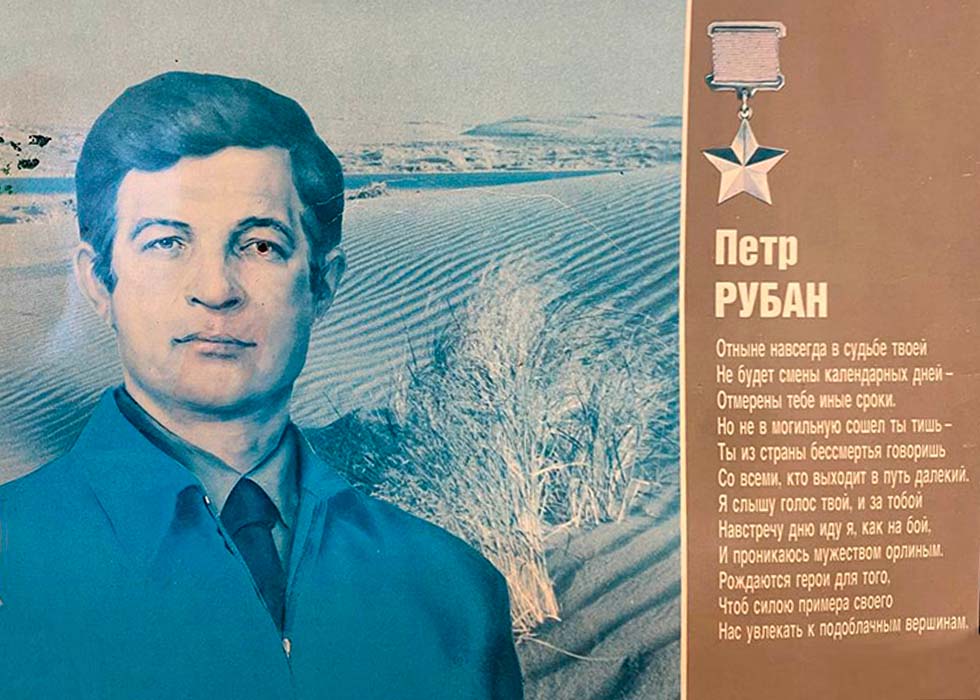 Петр
РУБАН
Отныне навсегда в судьбе твоей
Не будет смены календарных дней –
Отмерены тебе иные сроки.
Но не в могильную сошел ты тишь –
Ты из страны бессмертья говоришь
Со всеми, кто выходит в путь далекий.
Я слышу голос твой, и за тобой
Навстречу дню иду я, как на бой,
И проникаюсь мужеством орлиным.
Рождаются герои для того,
Чтоб силою примера своего
Нас увлекать к подоблачным вершинам.